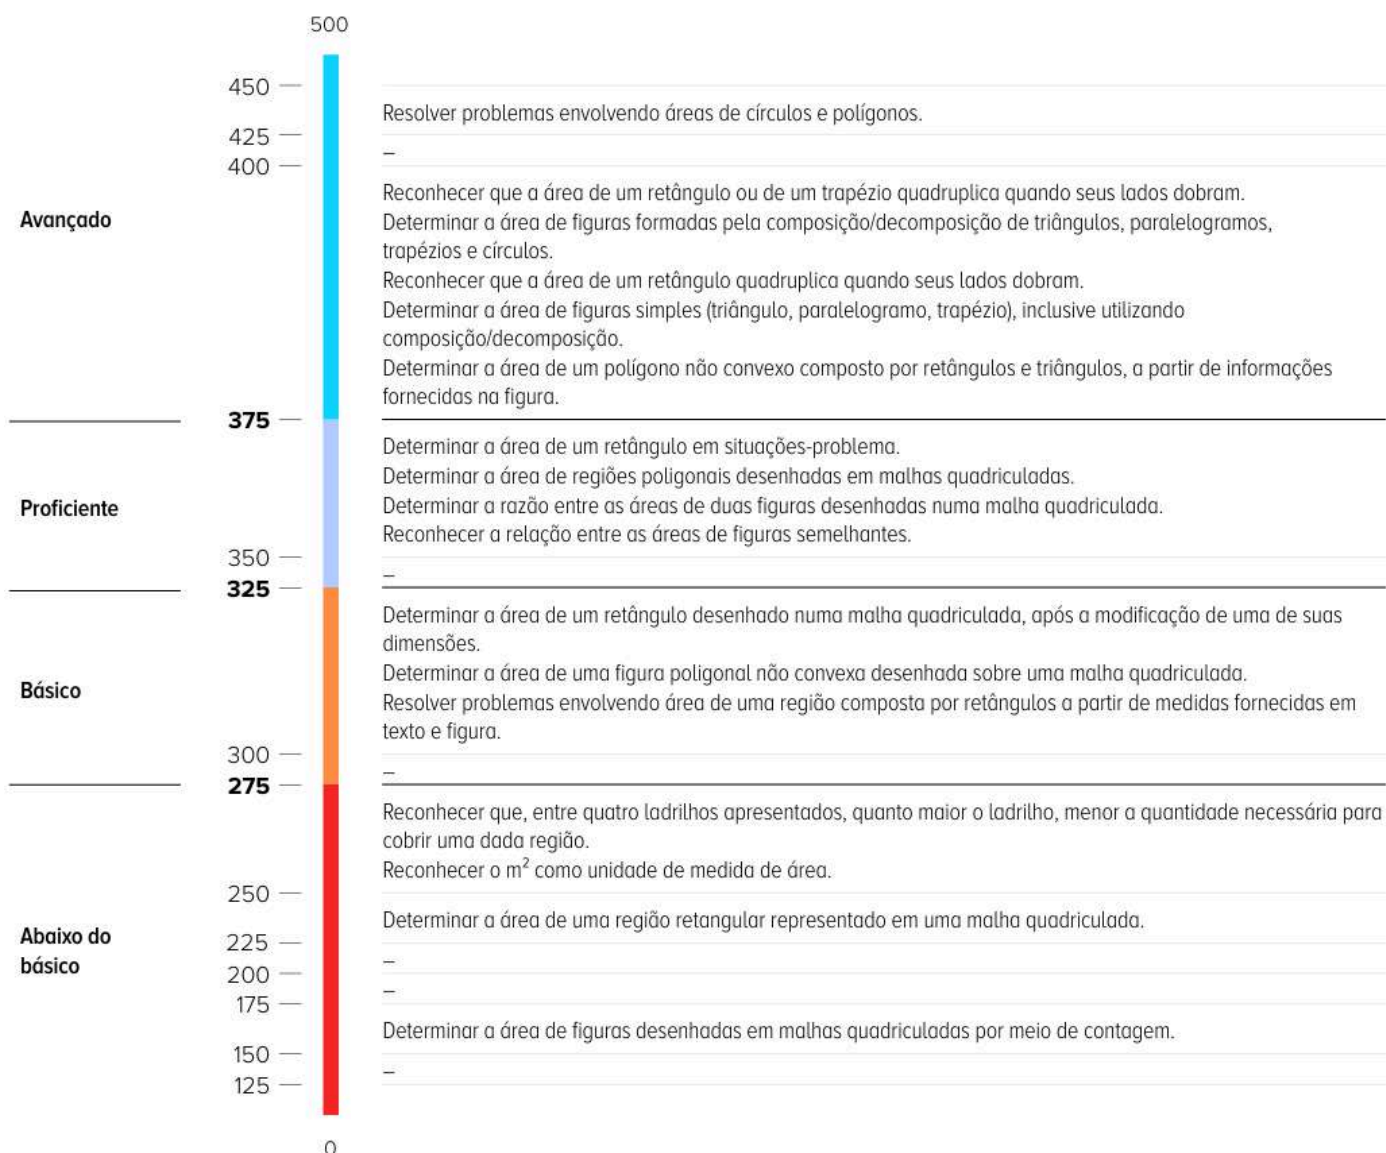 500
450
Resolver problemas envolvendo áreas de círculos e polígonos.
425
–
400
Reconhecer que a área de um retângulo ou de um trapézio quadruplica quando seus lados dobram.
Avançado
Determinar a área de figuras formadas pela composição/decomposição de triângulos, paralelogramos,
trapézios e círculos.
Reconhecer que a área de um retângulo quadruplica quando seus lados dobram.
Determinar a área de figuras simples (triângulo, paralelogramo, trapézio), inclusive utilizando
composição/decomposição.
Determinar a área de um polígono não convexo composto por retângulos e triângulos, a partir de informações
fornecidas na figura.
375
Determinar a área de um retângulo em situações-problema.
Determinar a área de regiões poligonais desenhadas em malhas quadriculadas.
Proficiente
Determinar a razão entre as áreas de duas figuras desenhadas numa malha quadriculada.
Reconhecer a relação entre as áreas de figuras semelhantes.
350
–
325
Determinar a área de um retângulo desenhado numa malha quadriculada, após a modificação de uma de suas
dimensões.
Determinar a área de uma figura poligonal não convexa desenhada sobre uma malha quadriculada.
Básico
Resolver problemas envolvendo área de uma região composta por retângulos a partir de medidas fornecidas em
texto e figura.
300
–
275
Reconhecer que, entre quatro ladrilhos apresentados, quanto maior o ladrilho, menor a quantidade necessária para
cobrir uma dada região.
Reconhecer o m² como unidade de medida de área.
250
Determinar a área de uma região retangular representado em uma malha quadriculada.
Abaixo do
básico
225
–
200
–
175
Determinar a área de figuras desenhadas em malhas quadriculadas por meio de contagem.
150
–
125
0